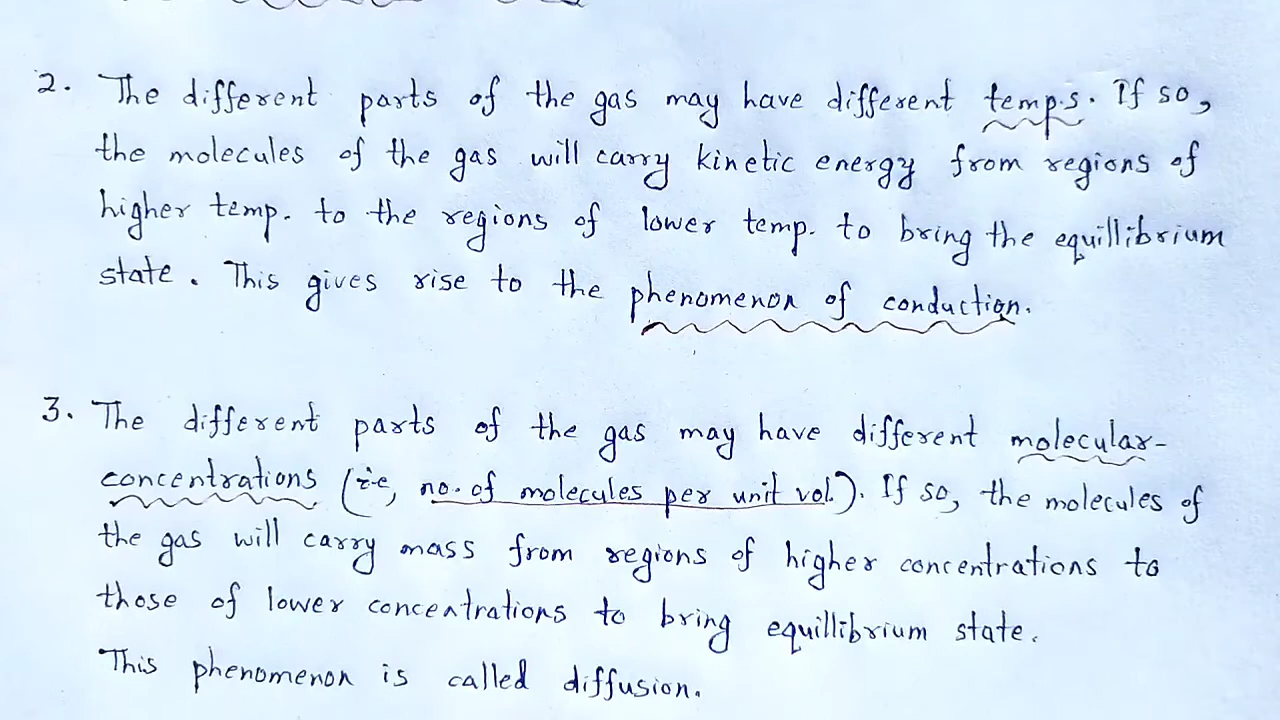 2. The different parts of the gas may have different temps. If so,
the molecules of the gas will carry kinetic energy from regions of
higher temp. to the regions of lower temp. to bring the equillibrium
state. This gives rise to the phenomenon of conduction.
3. The different parts of the gas may have different molecular-
concentrations (i.e, no. of molecules per unit vol.). If so, the molecules of
the gas will carry mass from regions of higher concentrations to
those of lower concentrations to bring equillibrium state.
This phenomenon is called diffusion.